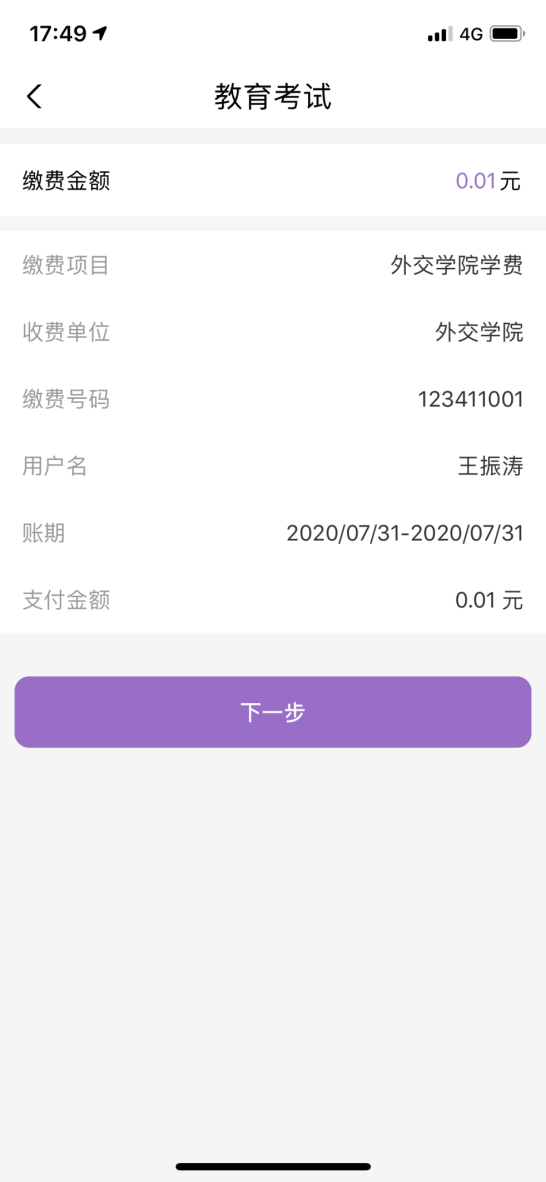 17:49
4G
教育考试
缴费金额 0.01元
缴费项目 外交学院学费
收费单位 外交学院
缴费号码 123411001
用户名 王振涛
账期 2020/07/31-2020/07/31
支付金额 0.01 元
下一步